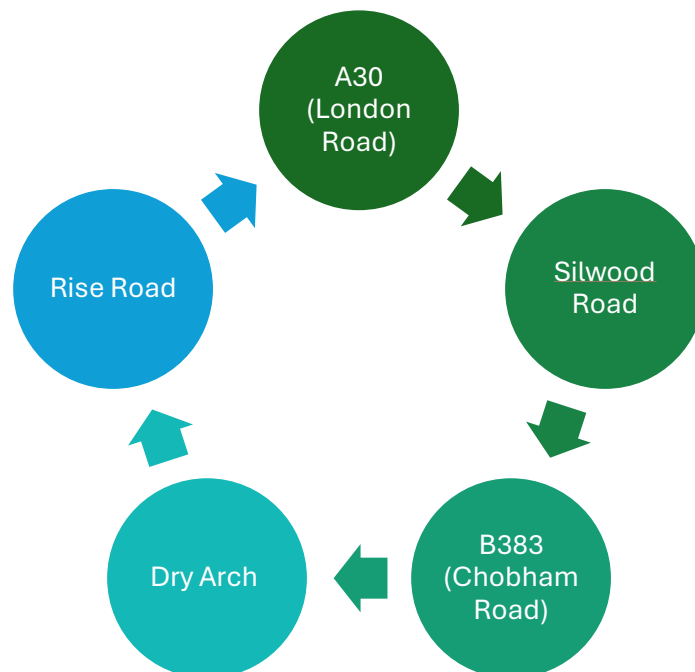 A30
(London
Road)
Silwood
Road
B383
(Chobham
Road)
Dry Arch
Rise Road